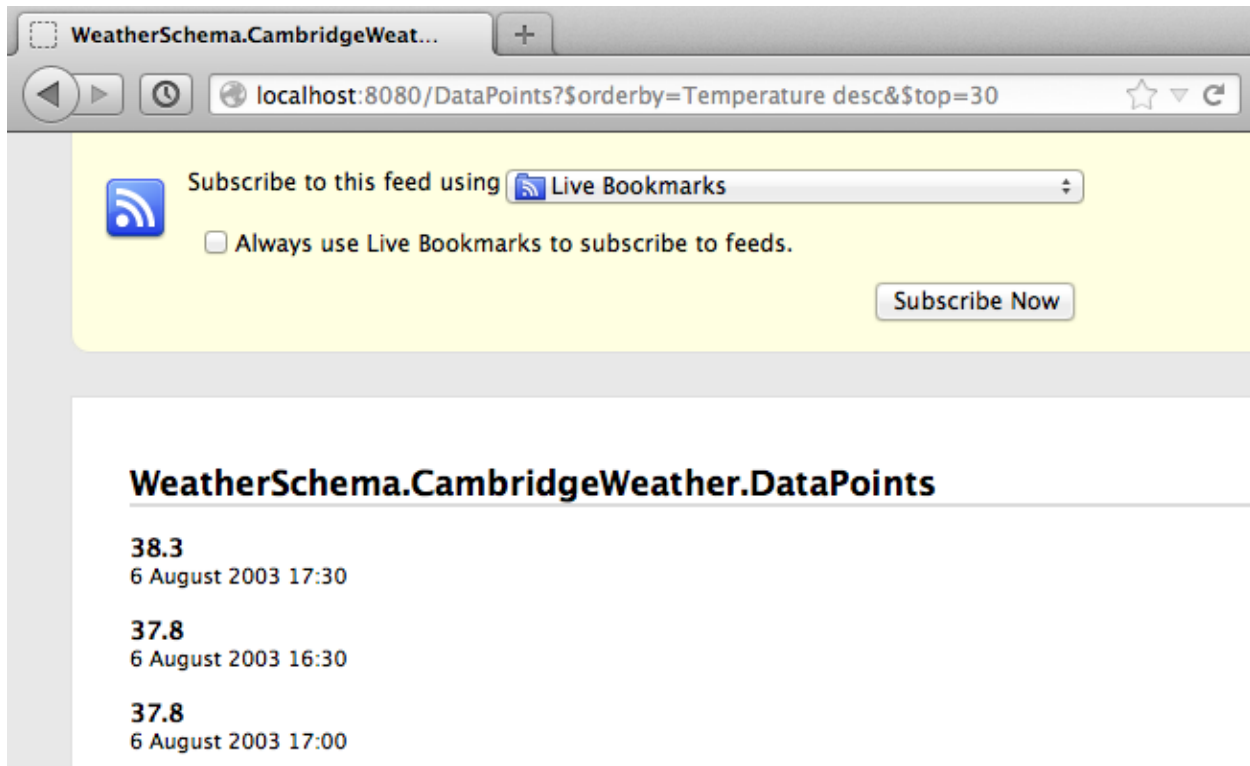 WeatherSchema.CambridgeWeat...
localhost:8080/DataPoints?$orderby=Temperature desc&$top=30
Subscribe to this feed using Live Bookmarks
Always use Live Bookmarks to subscribe to feeds.
Subscribe Now
WeatherSchema.CambridgeWeather.DataPoints
38.3
6 August 2003 17:30
37.8
6 August 2003 16:30
37.8
6 August 2003 17:00